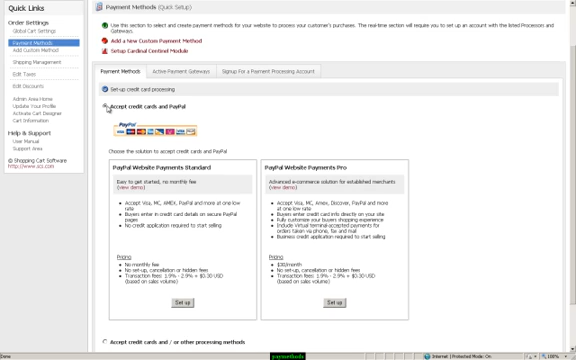 Quick Links
Order Settings
Global Cart Settings
Payment Methods
Add Custom Method
Shipping Management
Edit Taxes
Edit Discounts
Admin Area Home
Update Your Profile
Activate Cart Designer
Cart Information
Help & Support
User Manual
Support Area
© Shopping Cart Software
Payment Methods (Quick Setup)
Use this section to select and create payment methods for your website to process your customer's purchases. The real-time section will require you to set up an account with the listed Processors and
Gateways.
Add a New Custom Payment Method
Setup Cardinal Centinel Module
Payment Methods
Active Payment Gateways
Signup For a Payment Processing Account
Set-up credit card processing
Accept credit cards and PayPal
PayPal
Choose the solution to accept credit cards and PayPal
PayPal Website Payments Standard
Easy to get started, no monthly fee
(view demo)
Accept Visa, MC, AMEX, PayPal and more at one low
rate
Buyers enter in credit card details on secure PayPal
pages
No credit application required to start selling
Pricing
No monthly fee
No set-up, cancellation or hidden fees
Transaction fees: 1.9% - 2.9% + $0.30 USD
(based on sales volume)
Set up
PayPal Website Payments Pro
Advanced e-commerce solution for established merchants
(view demo)
Accept Visa, MC, Amex, Discover, PayPal and more
at one low rate
Buyers enter credit card info directly on your site
Fully customize your buyers shopping experience
Include Virtual terminal-accepted payments for
orders taken via phone, fax and mail
Business credit application required to start selling
Pricing
$30/month
No set-up, cancellation or hidden fees
Transaction fees: 1.9% - 2.9% + $0.30 USD
(based on sales volume)
Set up
Accept credit cards and / or other processing methods
Done
paymethods
Internet | Protected Mode: On
100%